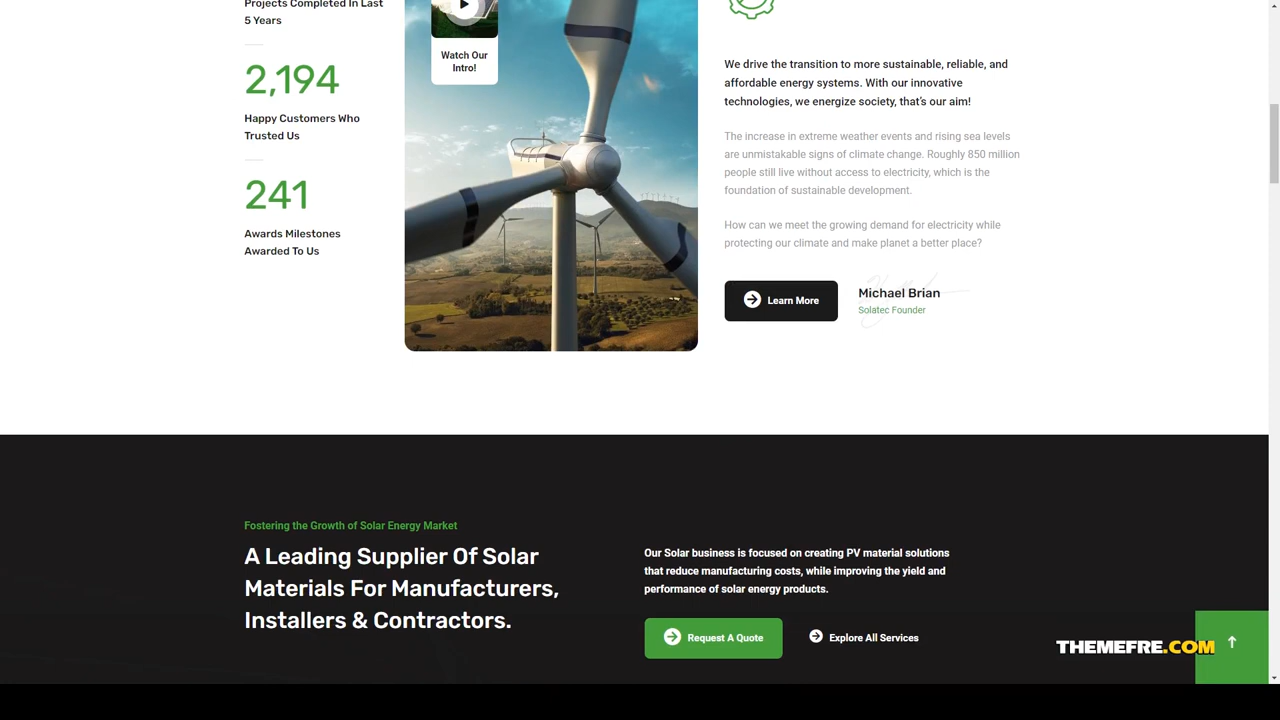 Projects Completed In Last
5 Years
2,194
Happy Customers Who
Trusted Us
241
Awards Milestones
Awarded To Us
Watch Our
Intro!
We drive the transition to more sustainable, reliable, and
affordable energy systems. With our innovative
technologies, we energize society, that's our aim!
The increase in extreme weather events and rising sea levels
are unmistakable signs of climate change. Roughly 850 million
people still live without access to electricity, which is the
foundation of sustainable development.
How can we meet the growing demand for electricity while
protecting our climate and make planet a better place?
Learn More
Michael Brian
Solatec Founder
Fostering the Growth of Solar Energy Market
A Leading Supplier Of Solar
Materials For Manufacturers,
Installers & Contractors.
Our Solar business is focused on creating PV material solutions
that reduce manufacturing costs, while improving the yield and
performance of solar energy products.
Request A Quote
Explore All Services
THEMEFRE.COM